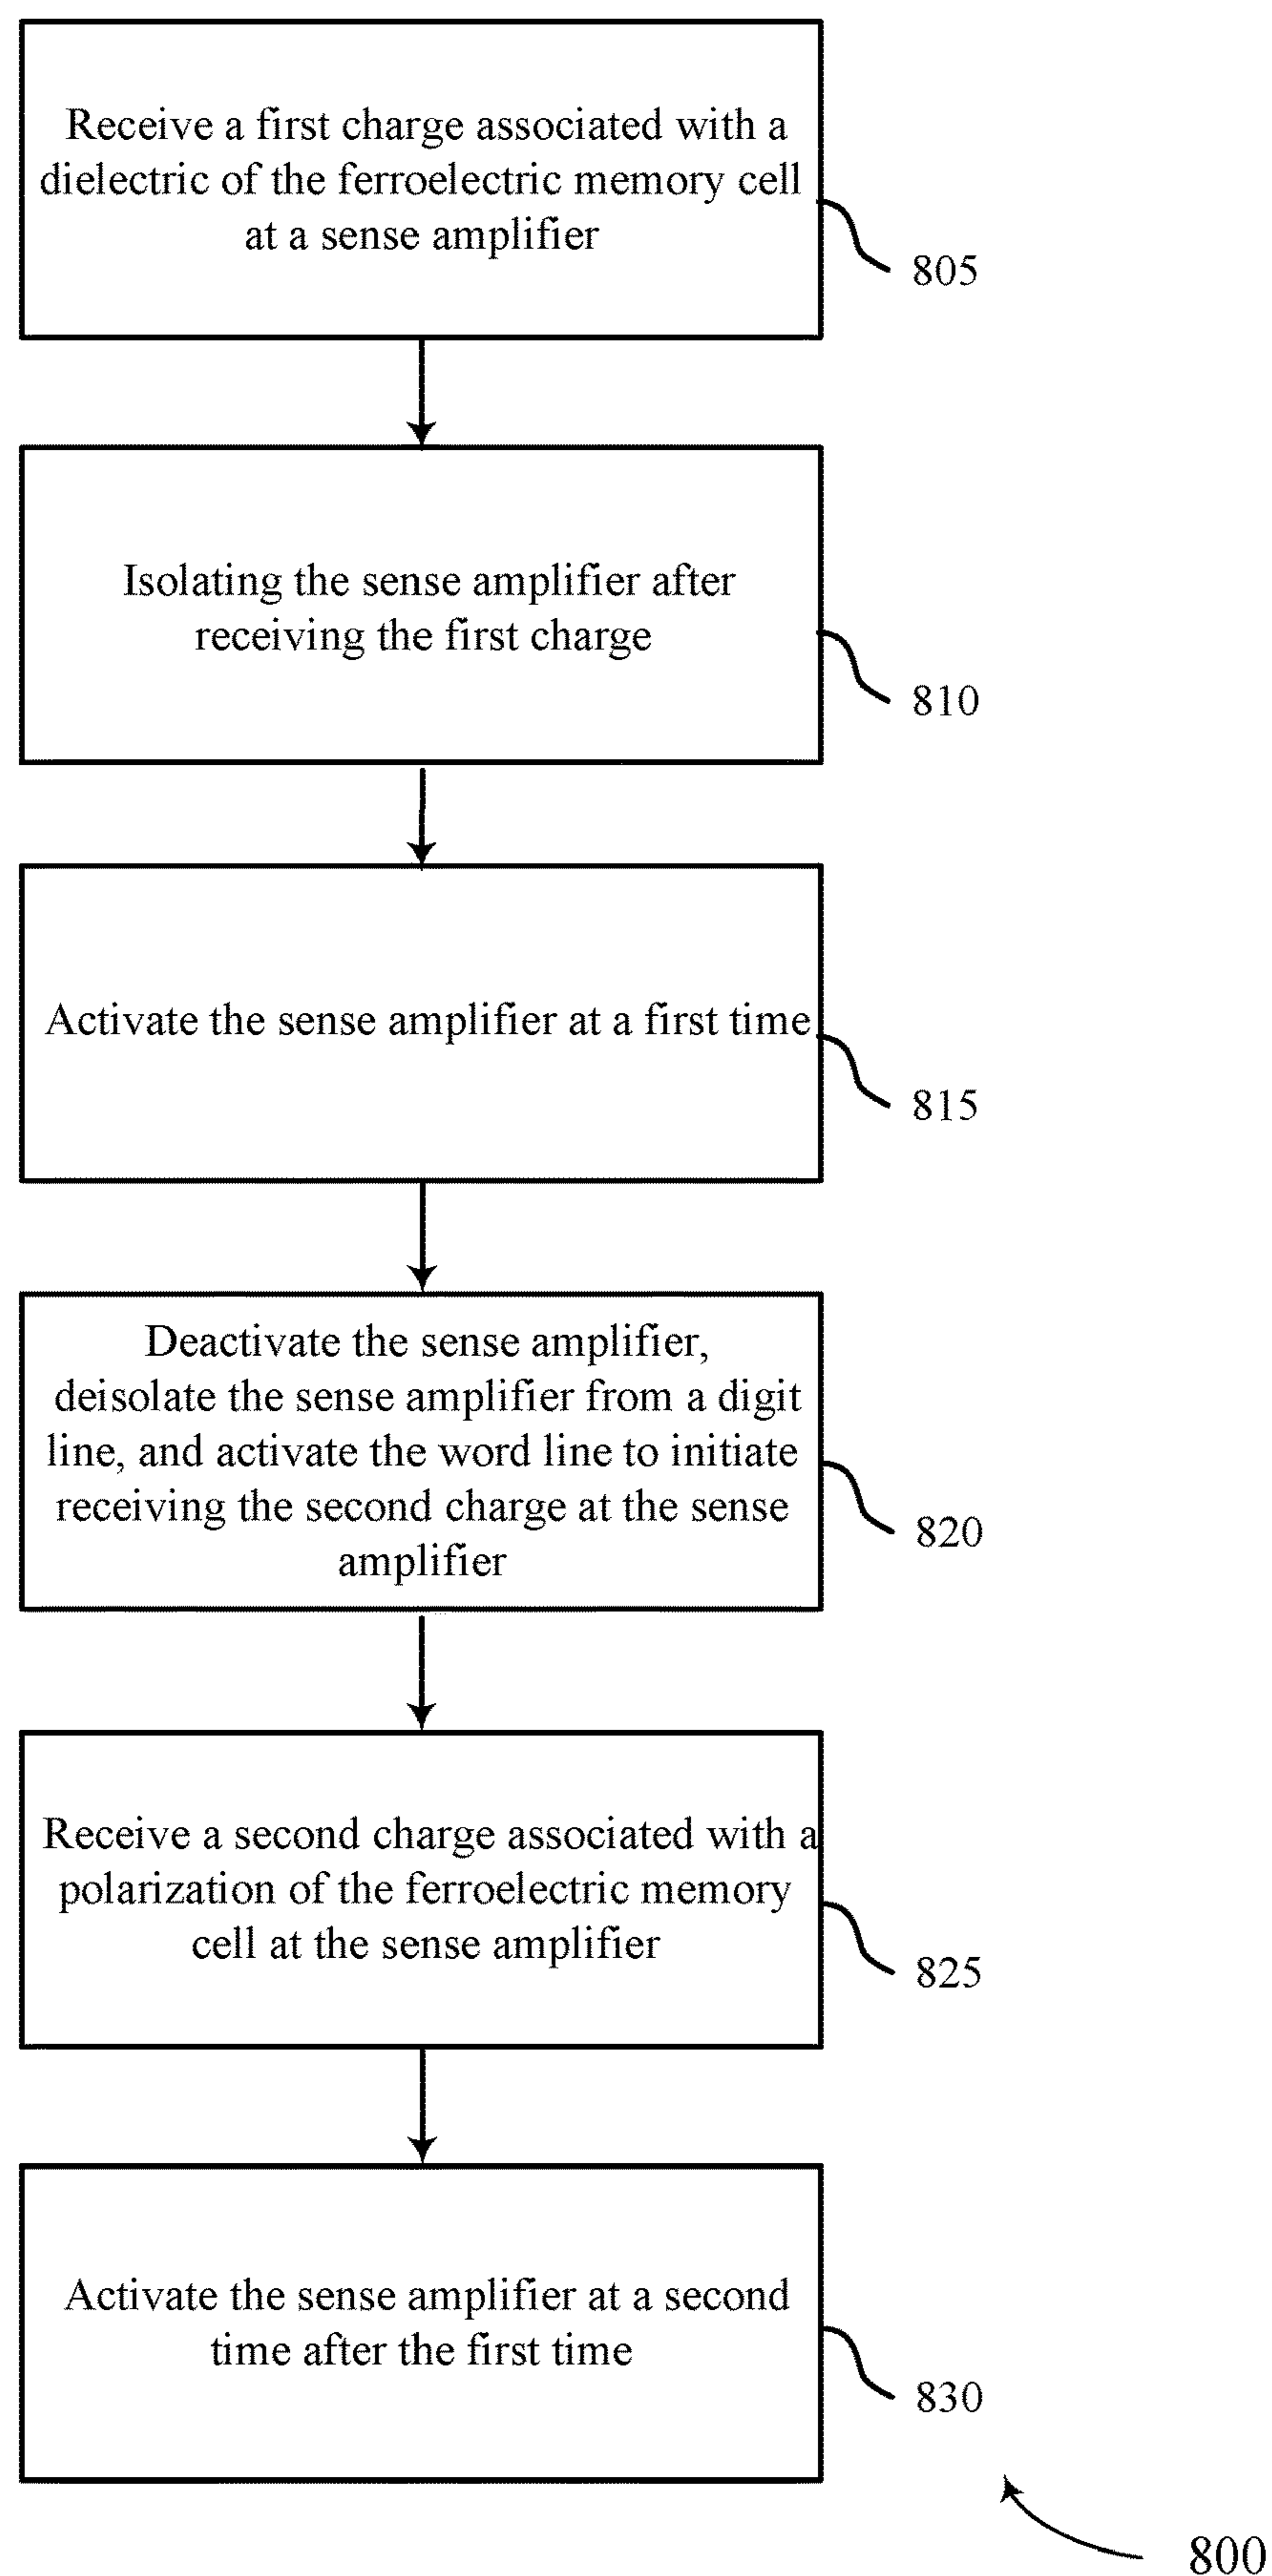 Receive a first charge associated with a
dielectric of the ferroelectric memory cell
at a sense amplifier
805
Isolating the sense amplifier after
receiving the first charge
810
Activate the sense amplifier at a first time
815
Deactivate the sense amplifier,
deisolate the sense amplifier from a digit
line, and activate the word line to initiate
receiving the second charge at the sense
amplifier
820
Receive a second charge associated with a
polarization of the ferroelectric memory
cell at the sense amplifier
825
Activate the sense amplifier at a second
time after the first time
830
800